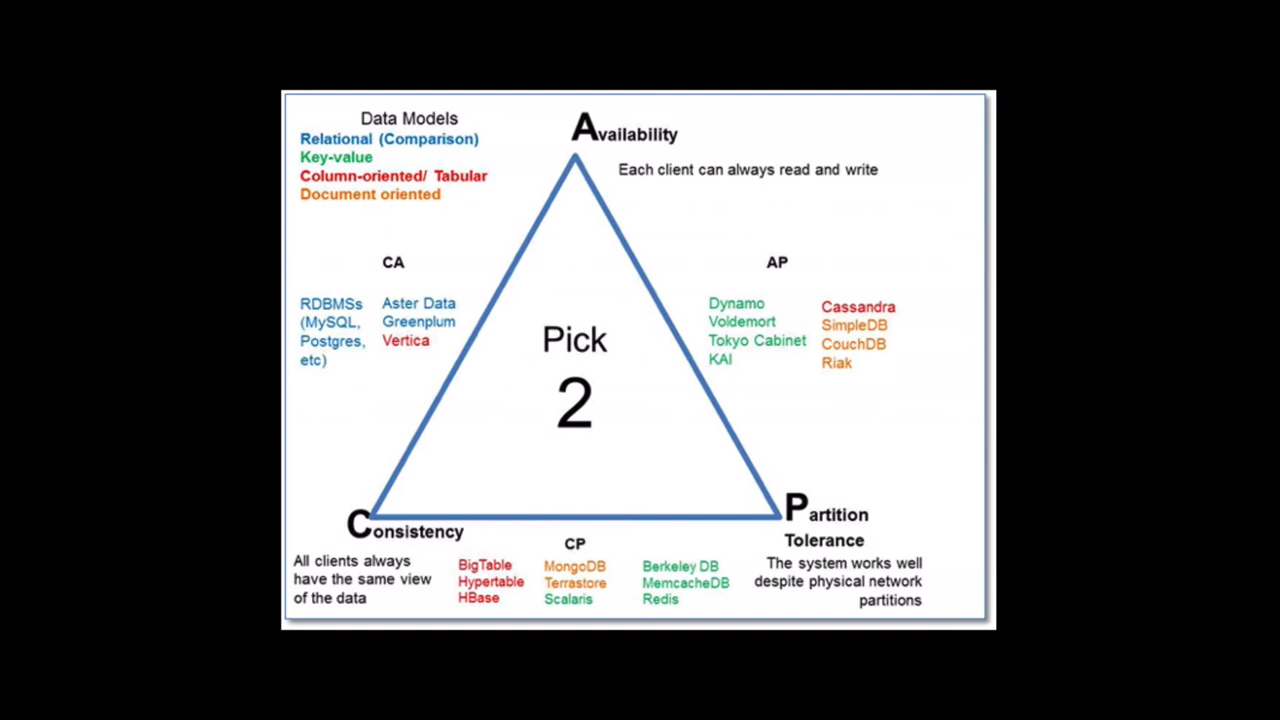 Data Models
Relational (Comparison)
Key-value
Column-oriented/ Tabular
Document oriented
Availability
Each client can always read and write
CA
RDBMSs
(MySQL,
Postgres,
etc)
Aster Data
Greenplum
Vertica
Pick
2
AP
Dynamo
Voldemort
Tokyo Cabinet
KAI
Cassandra
SimpleDB
CouchDB
Riak
Consistency
All clients always
have the same view
of the data
CP
BigTable
Hypertable
HBase
MongoDB
Terrastore
Scalaris
Berkeley DB
MemcacheDB
Redis
Partition
Tolerance
The system works well
despite physical network
partitions